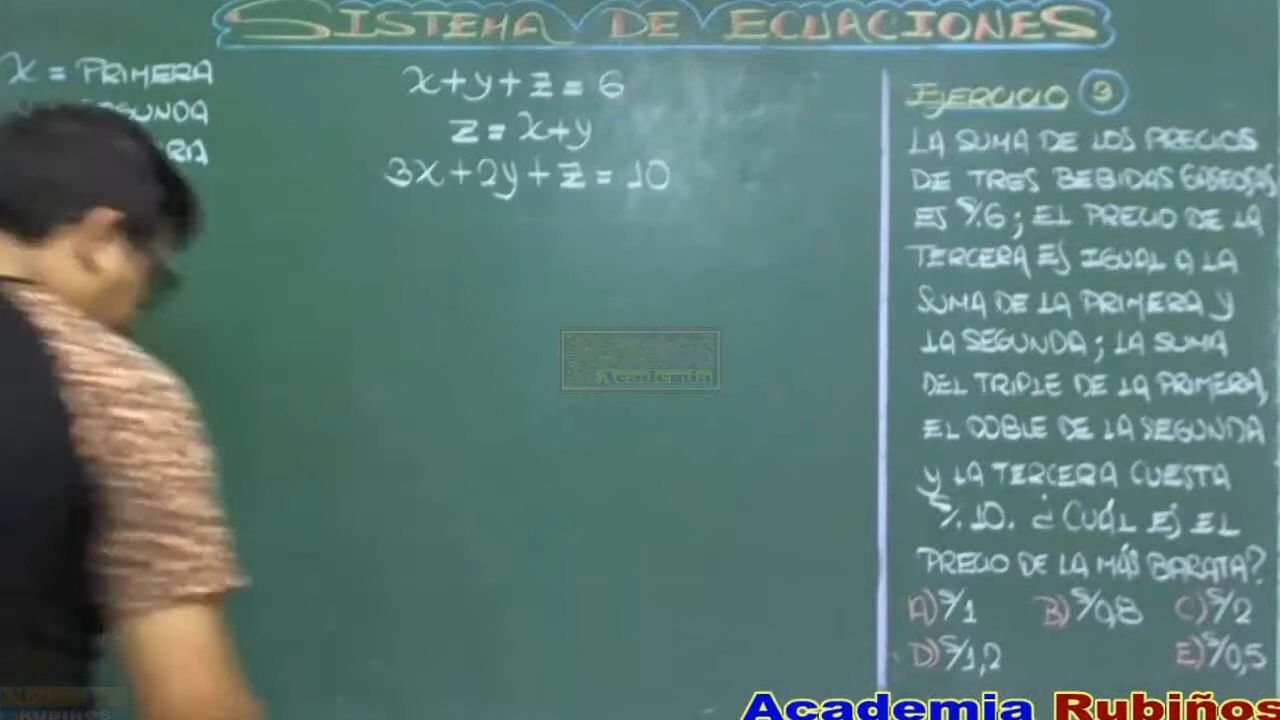 SISTEMA DE ECUACIONES
x = PRIMERA
x+y+z = 6
z = x+y
3x+2y+z = 10
EJERCICIO 3
LA SUMA DE LOS PRECIOS
DE TRES BEBIDAS GASEOSAS
ES S/.6; EL PRECIO DE LA
TERCERA ES IGUAL A LA
SUMA DE LA PRIMERA Y
LA SEGUNDA; LA SUMA
DEL TRIPLE DE LA PRIMERA,
EL DOBLE DE LA SEGUNDA
Y LA TERCERA CUESTA
S/.10. ¿CUÁL ES EL
PRECIO DE LA MÁS BARATA?
A) S/1 B) S/0,8 C) S/2
D) S/1,2 E) S/0,5
Academia
RUBIÑOS
Academia Rubiños